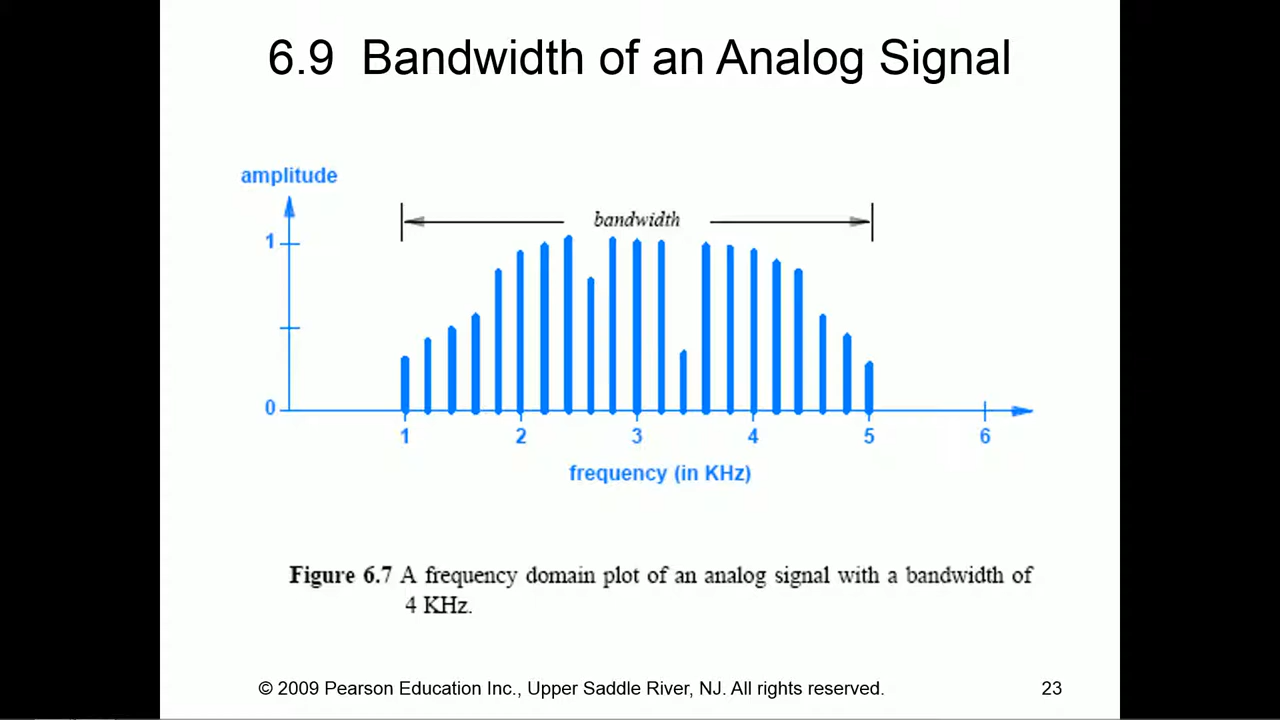 6.9 Bandwidth of an Analog Signal
amplitude
bandwidth
1
0
1 2 3 4 5 6
frequency (in KHz)
Figure 6.7 A frequency domain plot of an analog signal with a bandwidth of
4 KHz.
© 2009 Pearson Education Inc., Upper Saddle River, NJ. All rights reserved. 23